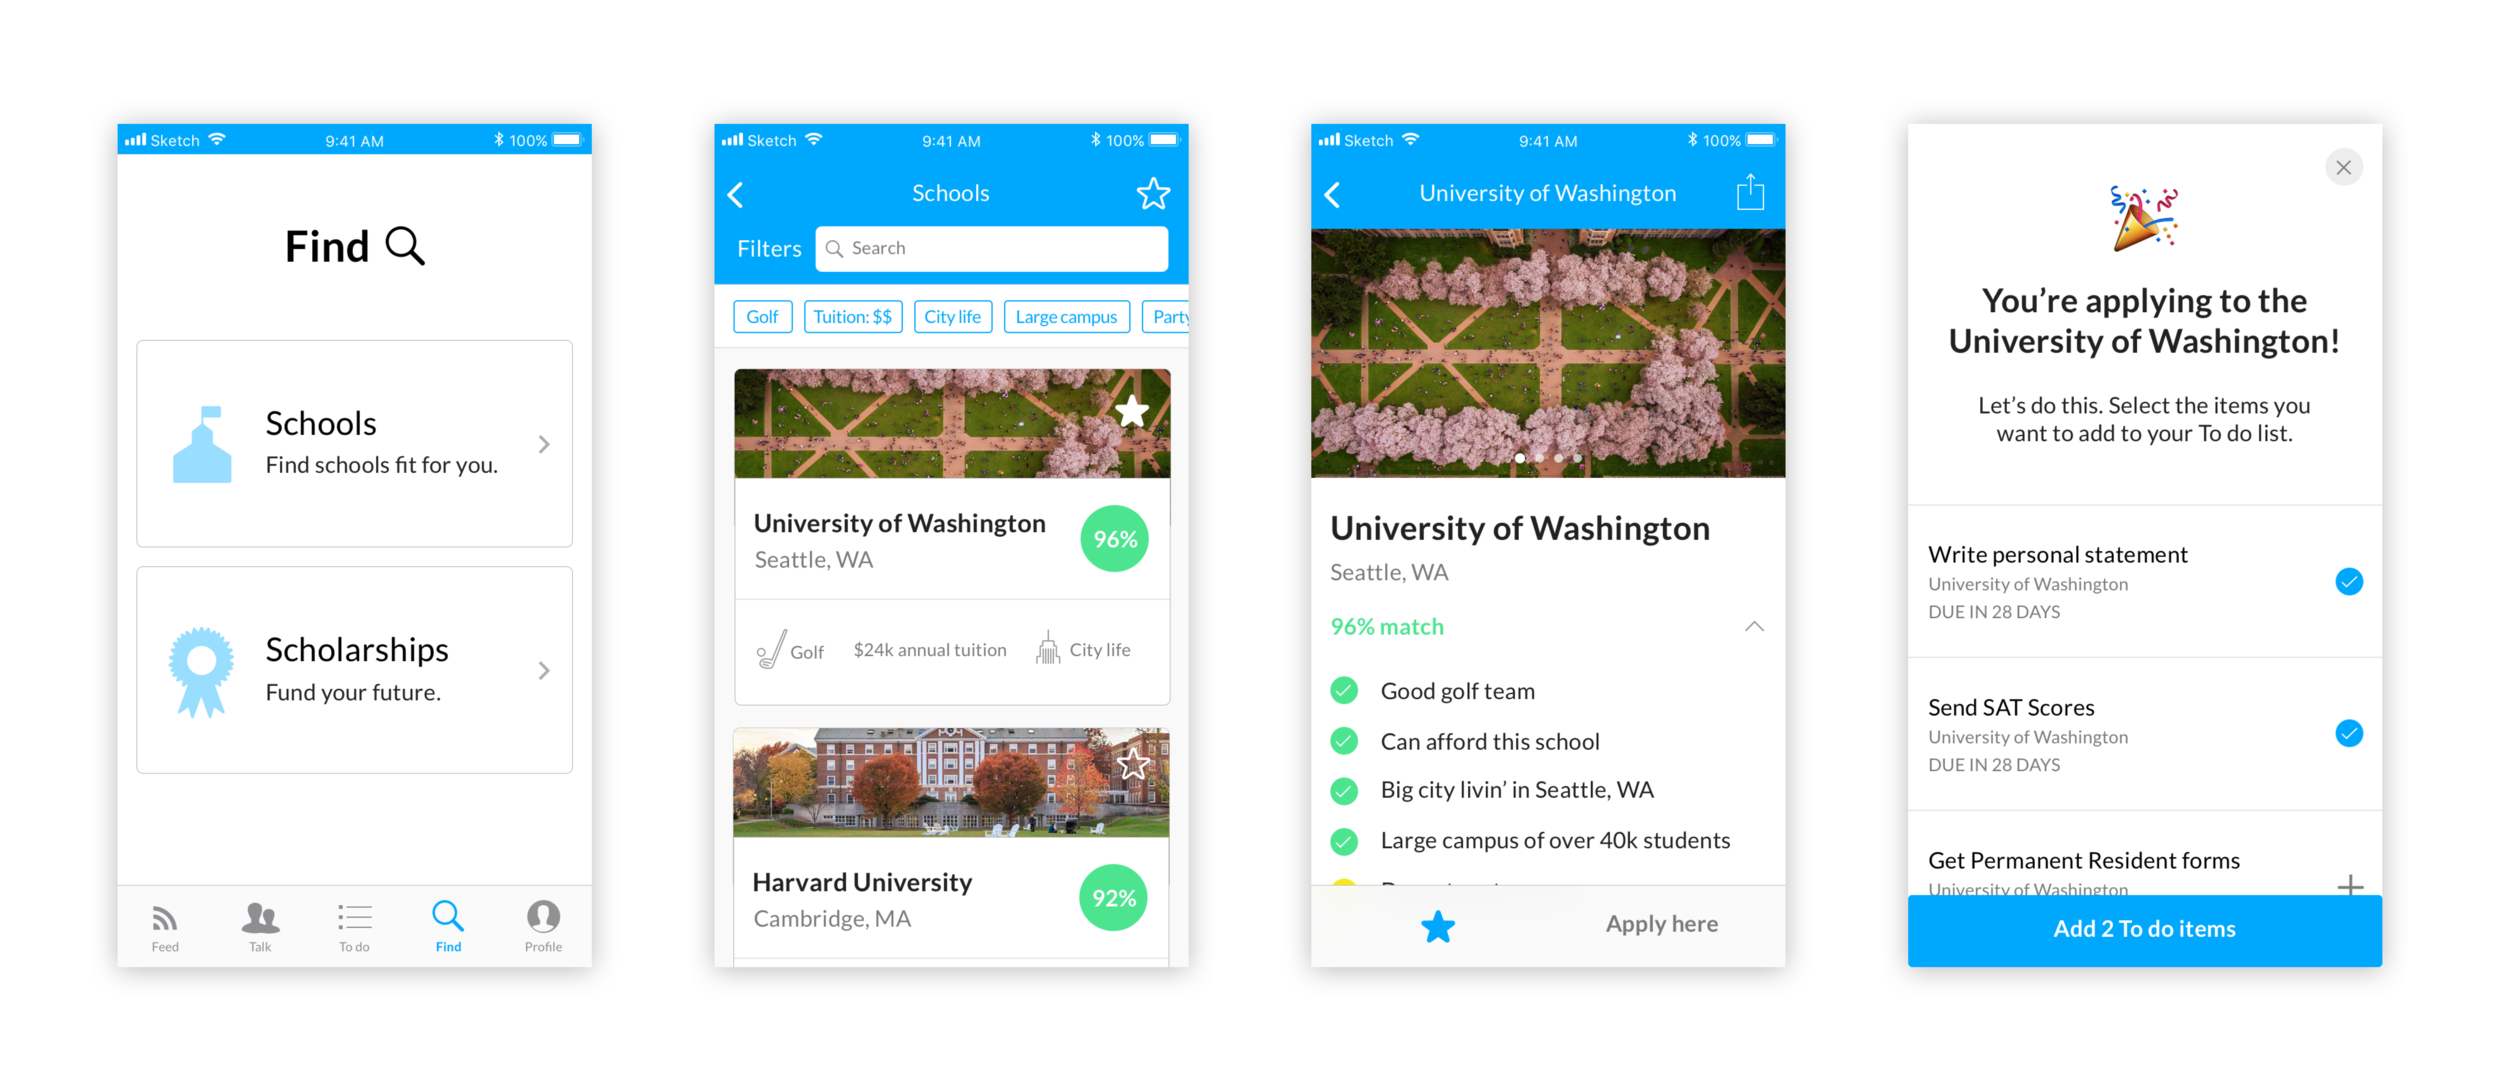 Sketch 9:41 AM 100%
Find
Schools
Find schools fit for you.
Scholarships
Fund your future.
Feed Talk To do Find Profile
Sketch 9:41 AM 100%
Schools
Filters Search
Golf Tuition: $$ City life Large campus Party
University of Washington
96%
Seattle, WA
Golf $24k annual tuition City life
Harvard University
92%
Cambridge, MA
Sketch 9:41 AM 100%
University of Washington
University of Washington
Seattle, WA
96% match
Good golf team
Can afford this school
Big city livin’ in Seattle, WA
Large campus of over 40k students
Apply here
You’re applying to the
University of Washington!
Let’s do this. Select the items you
want to add to your To do list.
Write personal statement
University of Washington
DUE IN 28 DAYS
Send SAT Scores
University of Washington
DUE IN 28 DAYS
Get Permanent Resident forms
University of Washington
Add 2 To do items